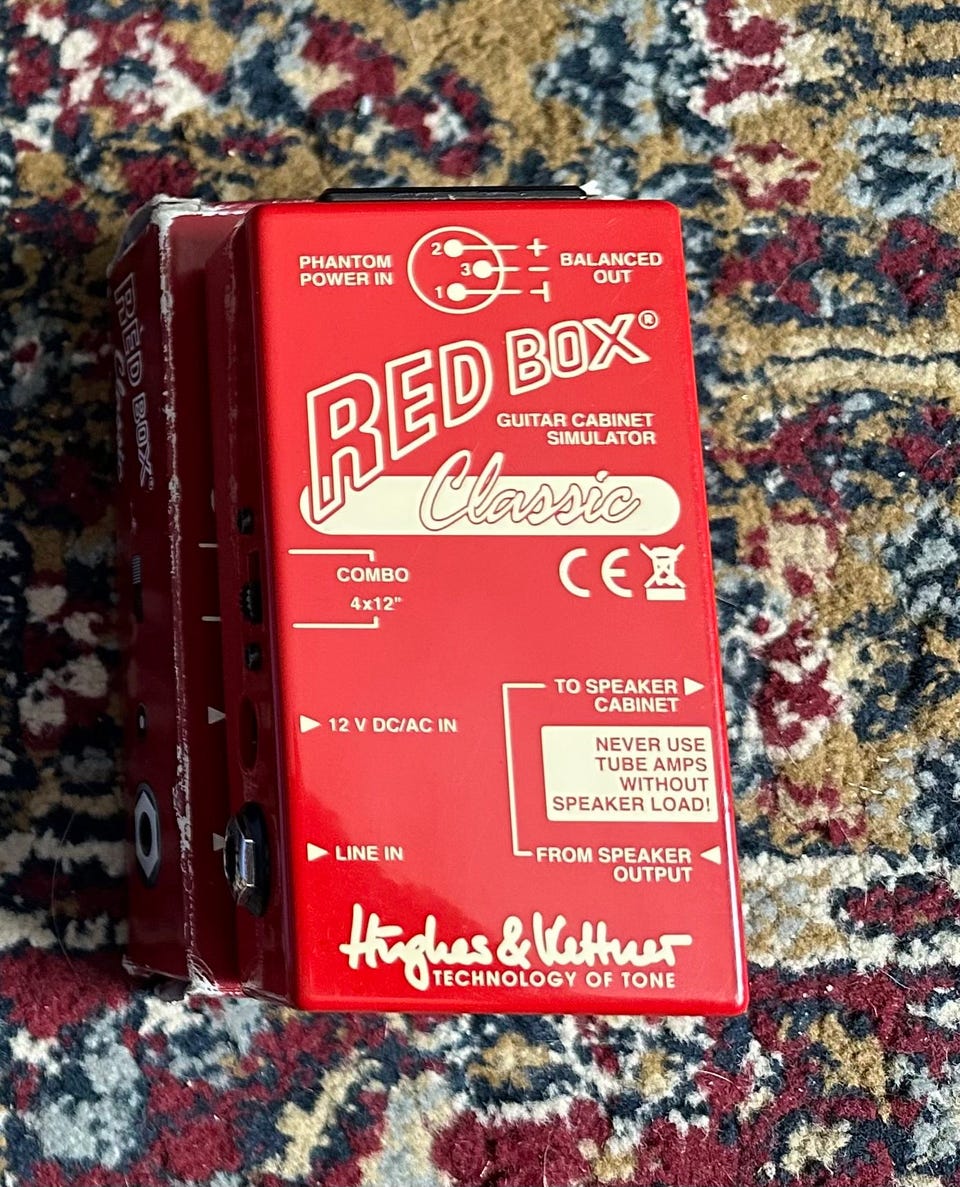 PHANTOM
POWER IN
2 +
3 −
1
BALANCED
OUT
RED BOX®
GUITAR CABINET
SIMULATOR
Classic
COMBO
4x12"
CE
TO SPEAKER
CABINET
12 V DC/AC IN
NEVER USE
TUBE AMPS
WITHOUT
SPEAKER LOAD!
LINE IN
FROM SPEAKER
OUTPUT
Hughes & Kettner
TECHNOLOGY OF TONE
RED BOX®
Classic